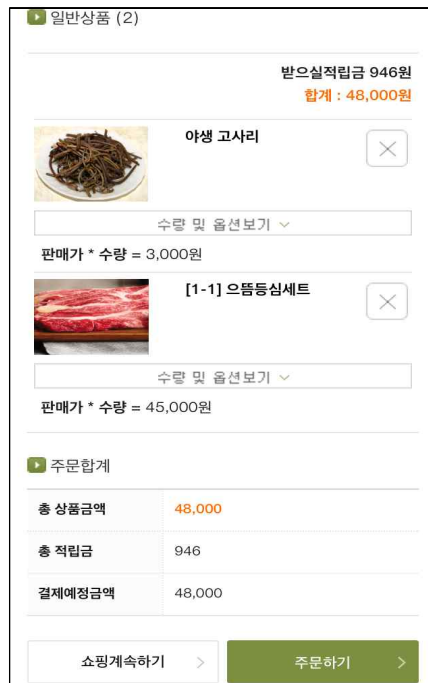 일반상품 (2)
받으실적립금 946원
합계 : 48,000원
야생 고사리
수량 및 옵션보기
판매가 * 수량 = 3,000원
[1-1] 으뜸등심세트
수량 및 옵션보기
판매가 * 수량 = 45,000원
주문합계
총 상품금액 48,000
총 적립금 946
결제예정금액 48,000
쇼핑계속하기 주문하기